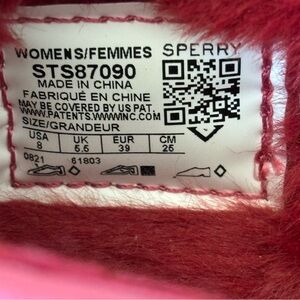 WOMENS/FEMMES SPERRY
STS87090
MADE IN CHINA
FABRIQUÉ EN CHINE
MAY BE COVERED BY US PAT.
WWW.PATENTS.WWWINC.COM
SIZE/GRANDEUR
USA UK EUR CM
8 5.5 39 25
0821 61803